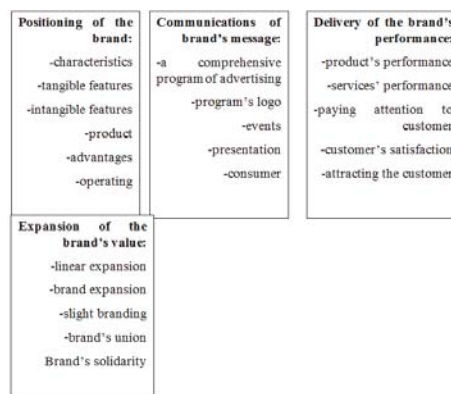 Positioning of the
brand:
-characteristics
-tangible features
-intangible features
-product
-advantages
-operating
Communications of
brand's message:
-a comprehensive
program of advertising
-program's logo
-events
-presentation
-consumer
Delivery of the brand's
performance:
-product's performance
-services' performance
-paying attention to
customer
-customer's satisfaction
-attracting the customer
Expansion of the
brand's value:
-linear expansion
-brand expansion
-slight branding
-brand's union
Brand's solidarity